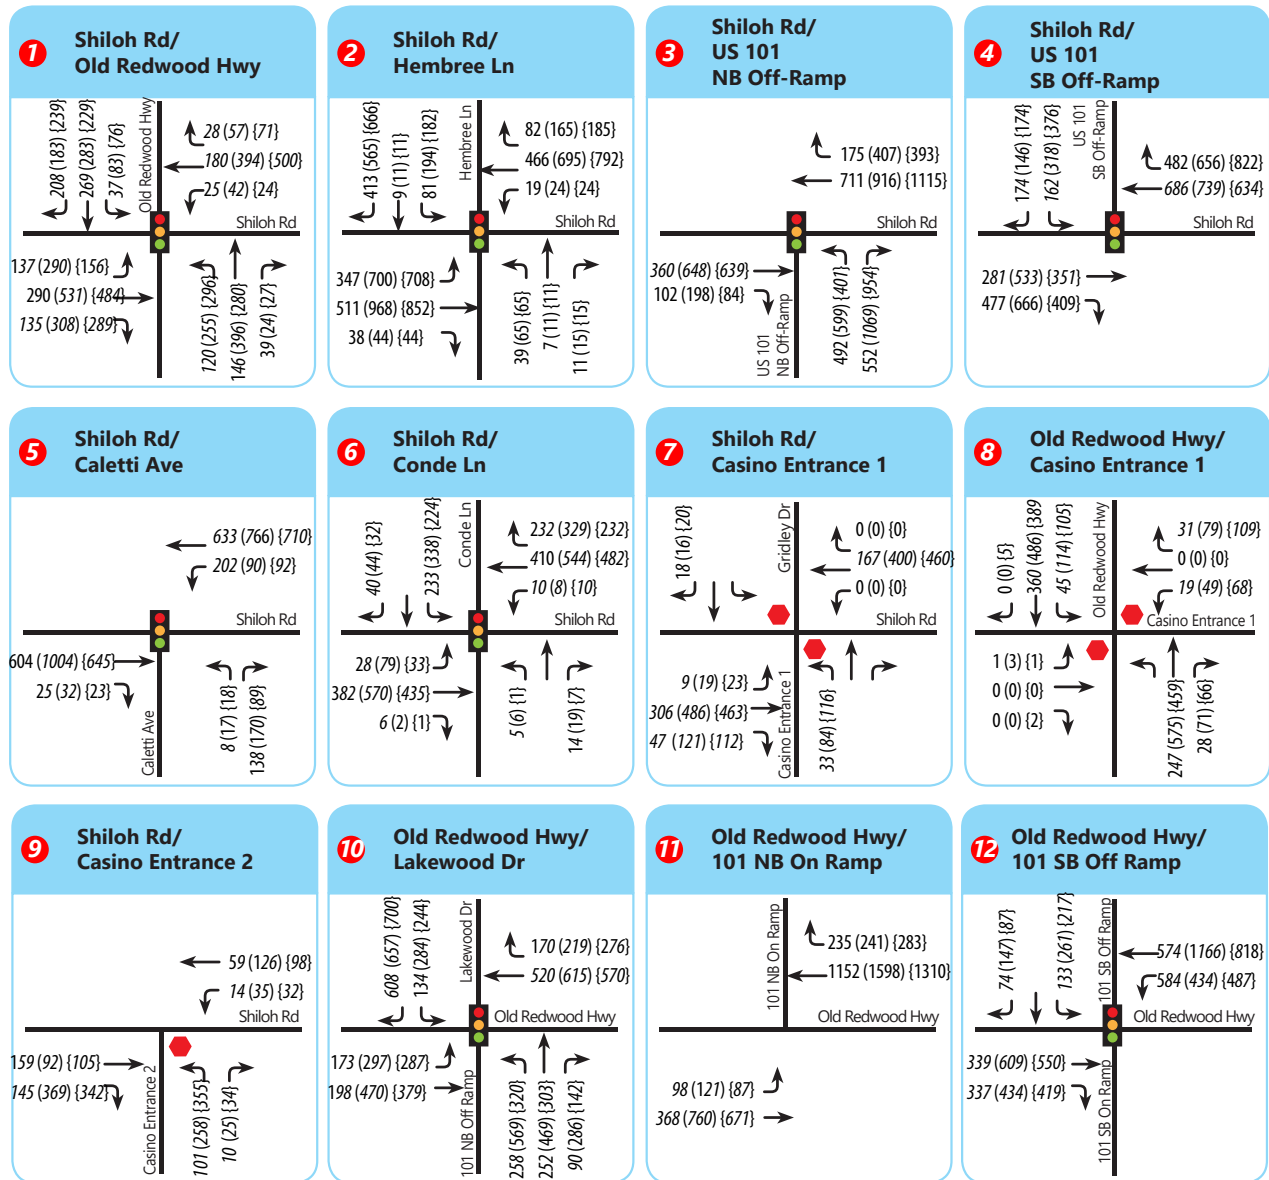 1
Shiloh Rd/
Old Redwood Hwy
208 (183) {239}
269 (283) {229}
37 (83) {76}
Old Redwood Hwy
28 (57) {71}
180 (394) {500}
25 (42) {24}
Shiloh Rd
137 (290) {156}
290 (531) {484}
135 (308) {289}
120 (255) {296}
146 (396) {280}
39 (24) {27}
2
Shiloh Rd/
Hembree Ln
413 (565) {666}
9 (11) {11}
81 (194) {182}
Hembree Ln
82 (165) {185}
466 (695) {792}
19 (24) {24}
Shiloh Rd
347 (700) {708}
511 (968) {852}
38 (44) {44}
39 (65) {65}
7 (11) {11}
11 (15) {15}
3
Shiloh Rd/
US 101
NB Off-Ramp
175 (407) {393}
711 (916) {1115}
Shiloh Rd
360 (648) {639}
102 (198) {84}
US 101
NB Off-Ramp
492 (599) {401}
552 (1069) {954}
4
Shiloh Rd/
US 101
SB Off-Ramp
174 (146) {174}
162 (318) {376}
US 101
SB Off-Ramp
482 (656) {822}
686 (739) {634}
Shiloh Rd
281 (533) {351}
477 (666) {409}
5
Shiloh Rd/
Caletti Ave
633 (766) {710}
202 (90) {92}
Shiloh Rd
604 (1004) {645}
25 (32) {23}
Caletti Ave
8 (17) {18}
138 (170) {89}
6
Shiloh Rd/
Conde Ln
40 (44) {32}
233 (338) {224}
Conde Ln
232 (329) {232}
410 (544) {482}
10 (8) {10}
Shiloh Rd
28 (79) {33}
382 (570) {435}
6 (2) {1}
5 (6) {1}
14 (19) {7}
7
Shiloh Rd/
Casino Entrance 1
18 (16) {20}
Gridley Dr
0 (0) {0}
167 (400) {460}
0 (0) {0}
Shiloh Rd
9 (19) {23}
306 (486) {463}
47 (121) {112}
Casino Entrance 1
33 (84) {116}
8
Old Redwood Hwy/
Casino Entrance 1
0 (0) {5}
360 (486) {389
45 (114) {105}
Old Redwood Hwy
31 (79) {109}
0 (0) {0}
19 (49) {68}
Casino Entrance 1
1 (3) {1}
0 (0) {0}
0 (0) {2}
247 (575) {459}
28 (71) {66}
9
Shiloh Rd/
Casino Entrance 2
59 (126) {98}
14 (35) {32}
Shiloh Rd
159 (92) {105}
145 (369) {342}
Casino Entrance 2
101 (258) {355}
10 (25) {34}
10
Old Redwood Hwy/
Lakewood Dr
608 (657) {700}
134 (284) {244}
Lakewood Dr
170 (219) {276}
520 (615) {570}
Old Redwood Hwy
173 (297) {287}
198 (470) {379}
101 NB Off Ramp
258 (569) {320}
252 (469) {303}
90 (286) {142}
11
Old Redwood Hwy/
101 NB On Ramp
101 NB On Ramp
235 (241) {283}
1152 (1598) {1310}
Old Redwood Hwy
98 (121) {87}
368 (760) {671}
12
Old Redwood Hwy/
101 SB Off Ramp
74 (147) {87}
133 (261) {217}
101 SB Off Ramp
574 (1166) {818}
584 (434) {487}
Old Redwood Hwy
339 (609) {550}
337 (434) {419}
101 SB On Ramp